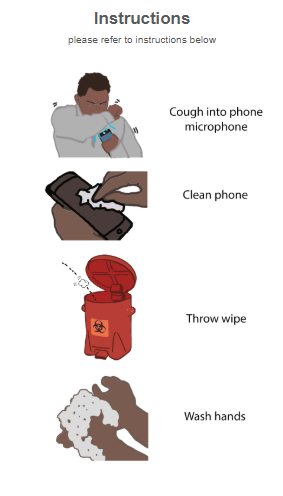 Instructions
please refer to instructions below
Cough into phone
microphone
Clean phone
Throw wipe
Wash hands